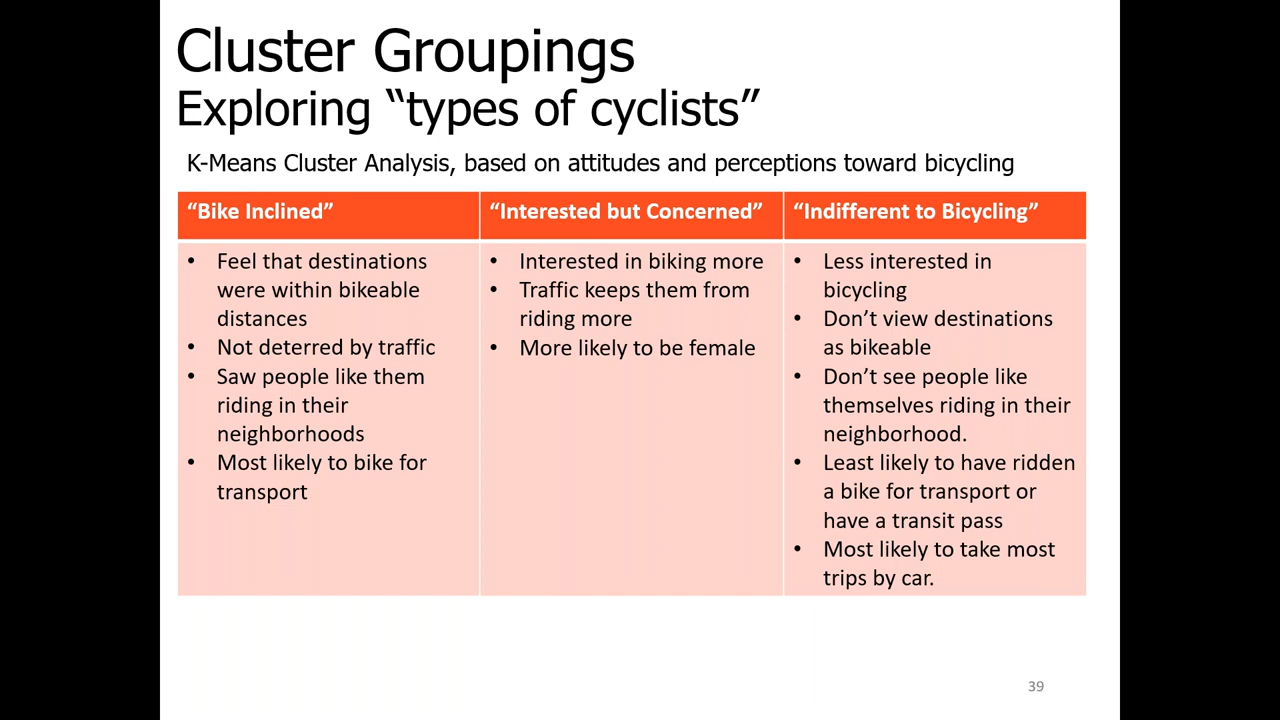 Cluster Groupings
Exploring “types of cyclists”
K-Means Cluster Analysis, based on attitudes and perceptions toward bicycling
“Bike Inclined”
• Feel that destinations
were within bikeable
distances
• Not deterred by traffic
• Saw people like them
riding in their
neighborhoods
• Most likely to bike for
transport
“Interested but Concerned”
• Interested in biking more
• Traffic keeps them from
riding more
• More likely to be female
“Indifferent to Bicycling”
• Less interested in
bicycling
• Don’t view destinations
as bikeable
• Don’t see people like
themselves riding in their
neighborhood.
• Least likely to have ridden
a bike for transport or
have a transit pass
• Most likely to take most
trips by car.
39